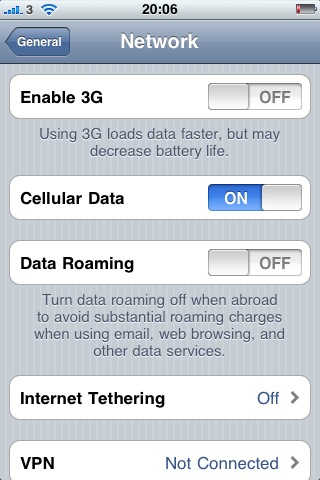 3 20:06
General Network
Enable 3G OFF
Using 3G loads data faster, but may
decrease battery life.
Cellular Data ON
Data Roaming OFF
Turn data roaming off when abroad
to avoid substantial roaming charges
when using email, web browsing, and
other data services.
Internet Tethering Off
VPN Not Connected